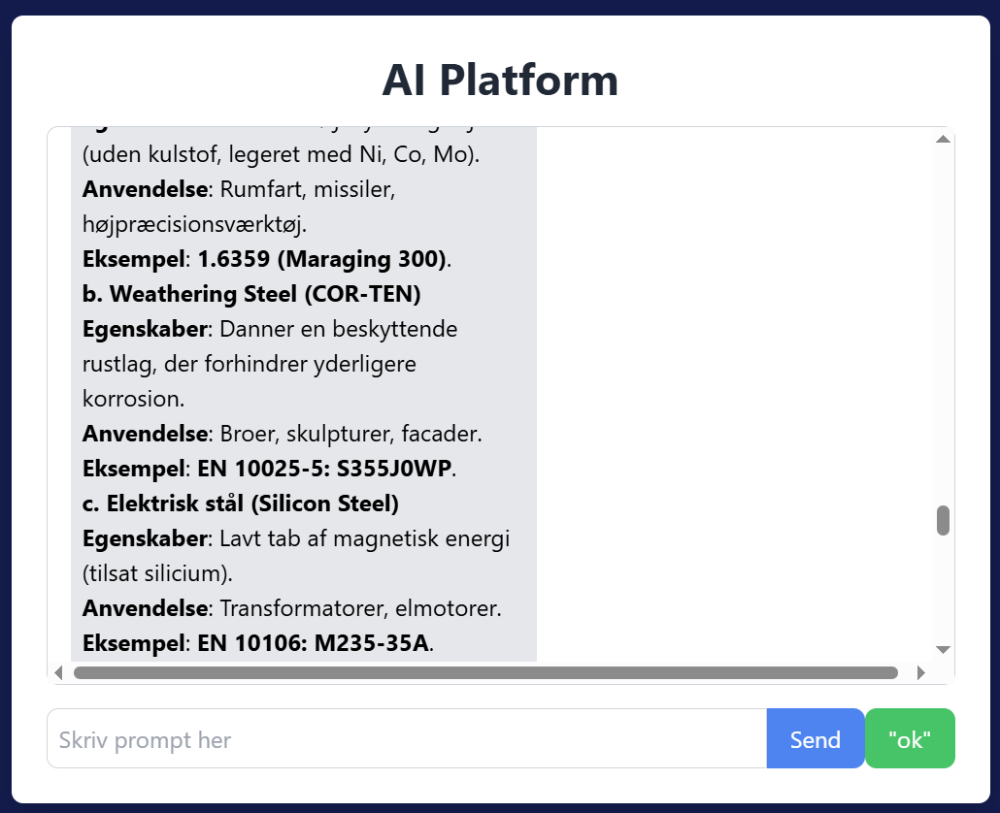 AI Platform
(uden kulstof, legeret med Ni, Co, Mo).
Anvendelse: Rumfart, missiler,
højpræcisionsværktøj.
Eksempel: 1.6359 (Maraging 300).
b. Weathering Steel (COR-TEN)
Egenskaber: Danner en beskyttende
rustlag, der forhindrer yderligere
korrosion.
Anvendelse: Broer, skulpturer, facader.
Eksempel: EN 10025-5: S355J0WP.
c. Elektrisk stål (Silicon Steel)
Egenskaber: Lavt tab af magnetisk energi
(tilsat silicium).
Anvendelse: Transformatorer, elmotorer.
Eksempel: EN 10106: M235-35A.
Skriv prompt her
Send
"ok"